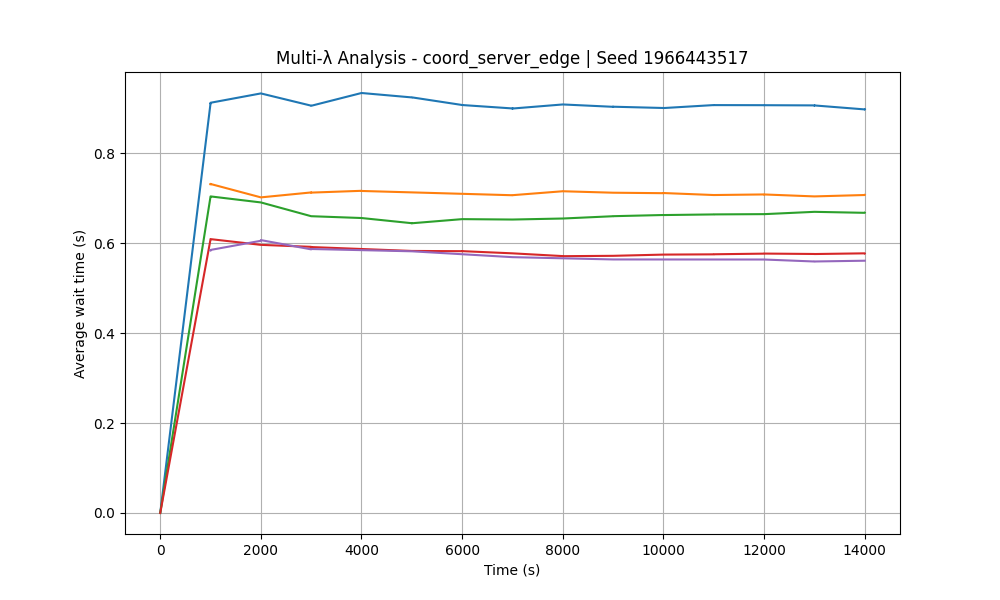 Multi-λ Analysis - coord_server_edge | Seed 1966443517
Average wait time (s)
0.8
0.6
0.4
0.2
0.0
0 2000 4000 6000 8000 10000 12000 14000
Time (s)